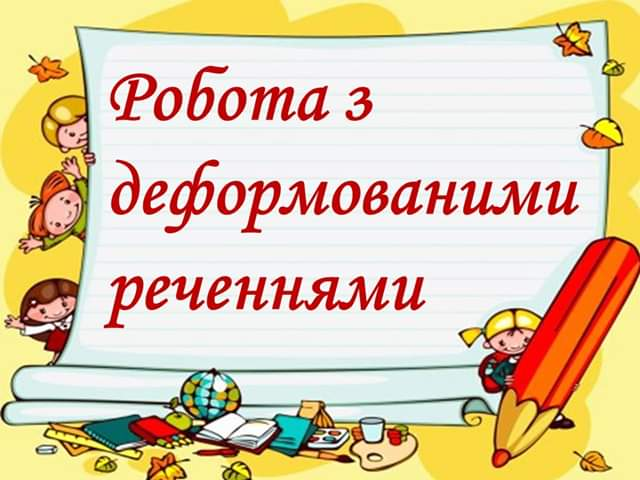 Робота з
деформованими
реченнями